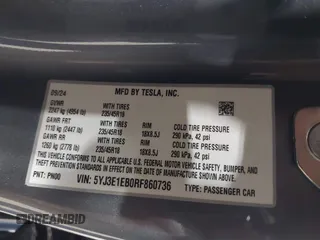 MFD BY TESLA, INC.
09/24
GVWR
2247 kg (4954 lb)
WITH TIRES
235/45R18
GAWR FRT
1110 kg (2447 lb)
WITH TIRES
235/45R18
RIM
18X8.5J
COLD TIRE PRESSURE
290 kPa, 42 psi
GAWR RR
1260 kg (2778 lb)
WITH TIRES
235/45R18
RIM
18X8.5J
COLD TIRE PRESSURE
290 kPa, 42 psi
THIS VEHICLE CONFORMS TO ALL APPLICABLE FEDERAL MOTOR VEHICLE SAFETY, BUMPER, AND
THEFT PREVENTION STANDARDS IN EFFECT ON THE DATE OF MANUFACTURE SHOWN ABOVE.
PNT: PN00
VIN: 5YJ3E1EB0RF860736
TYPE: PASSENGER CAR
DREAMBID